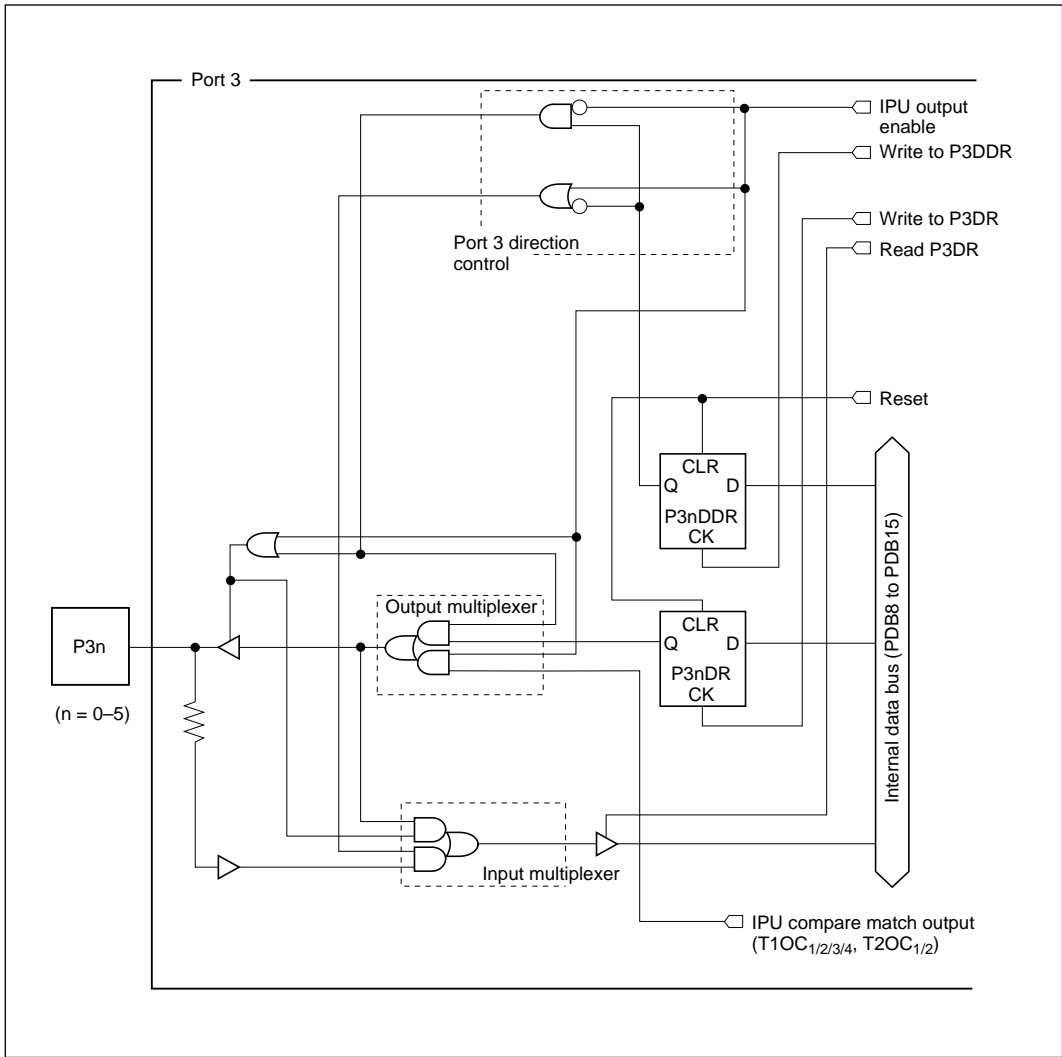 Port 3
IPU output
enable
Write to P3DDR
Write to P3DR
Port 3 direction
control
Read P3DR
Reset
CLR
Q D
P3nDDR
CK
Internal data bus (PDB8 to PDB15)
Output multiplexer
CLR
Q D
P3nDR
CK
P3n
(n = 0–5)
Input multiplexer
IPU compare match output
(T1OC1/2/3/4, T2OC1/2)